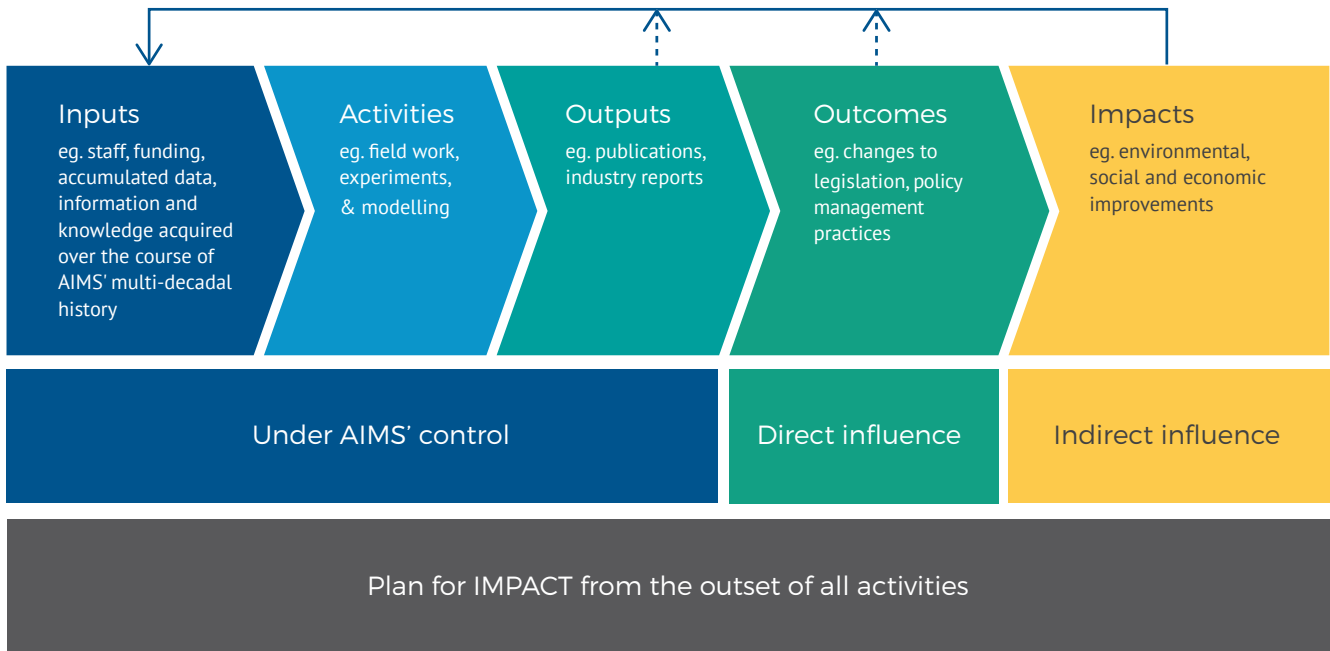 Inputs
eg. staff, funding,
accumulated data,
information and
knowledge acquired
over the course of
AIMS' multi-decadal
history
Activities
eg. field work,
experiments,
& modelling
Outputs
eg. publications,
industry reports
Outcomes
eg. changes to
legislation, policy
management
practices
Impacts
eg. environmental,
social and economic
improvements
Under AIMS’ control
Direct influence
Indirect influence
Plan for IMPACT from the outset of all activities